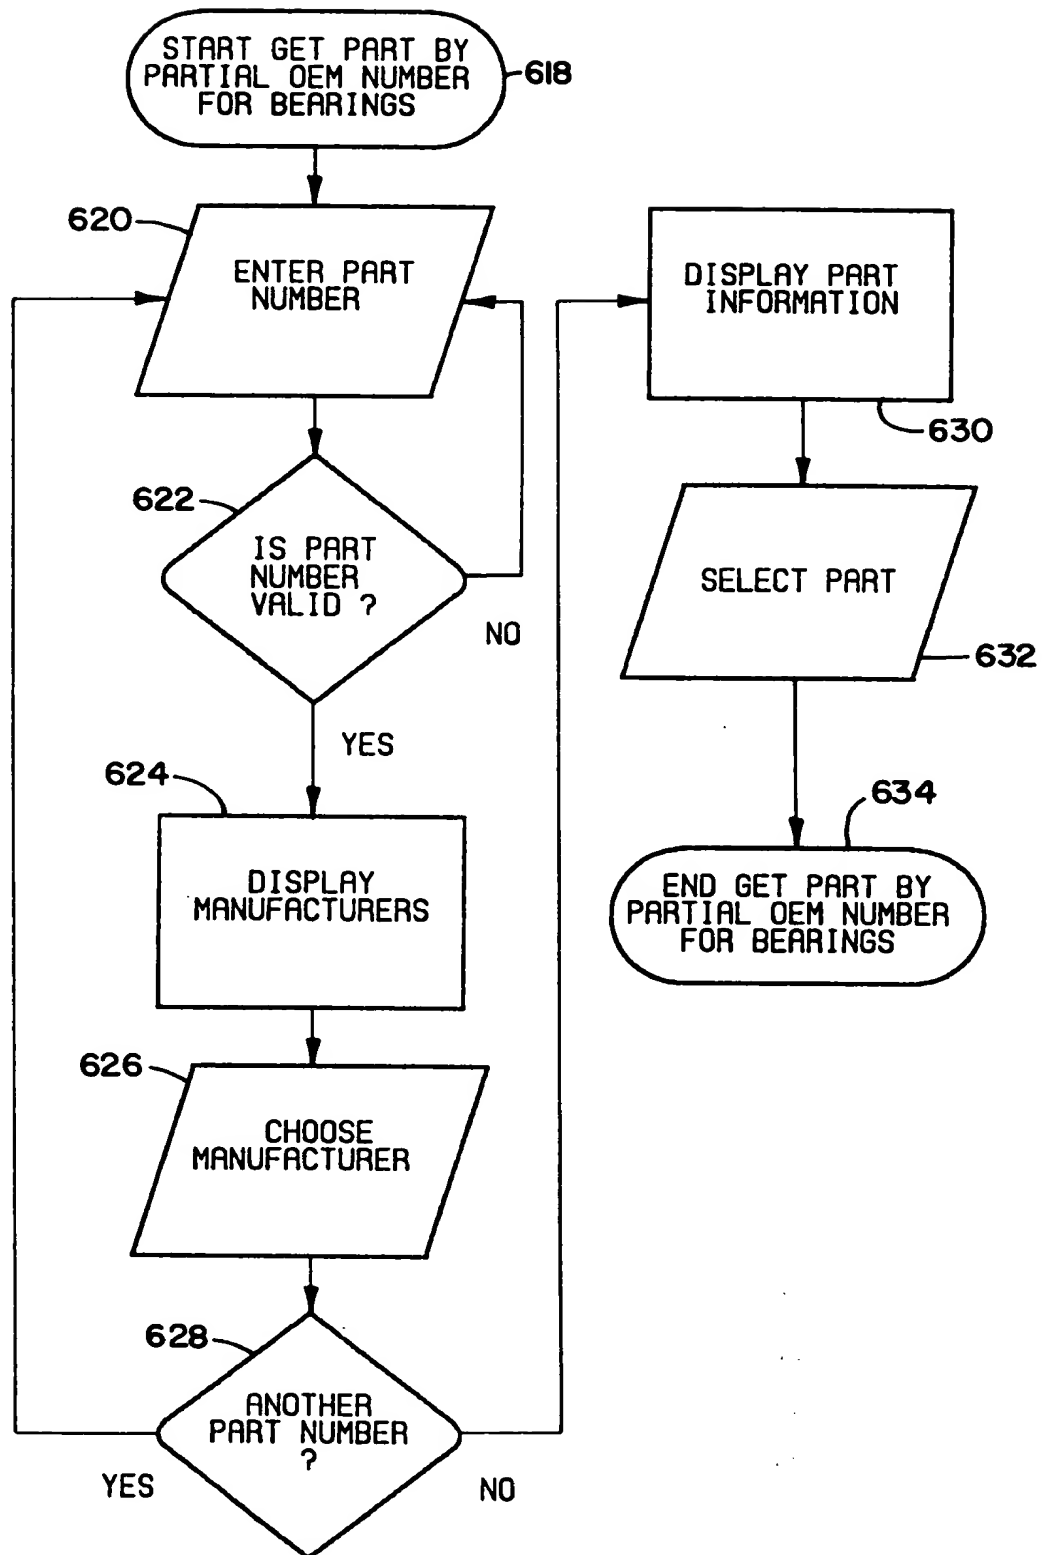 START GET PART BY
PARTIAL OEM NUMBER
FOR BEARINGS
618
620
ENTER PART
NUMBER
622
IS PART
NUMBER
VALID ?
NO
YES
624
DISPLAY
MANUFACTURERS
626
CHOOSE
MANUFACTURER
628
ANOTHER
PART NUMBER
?
YES
NO
DISPLAY PART
INFORMATION
630
SELECT PART
632
634
END GET PART BY
PARTIAL OEM NUMBER
FOR BEARINGS